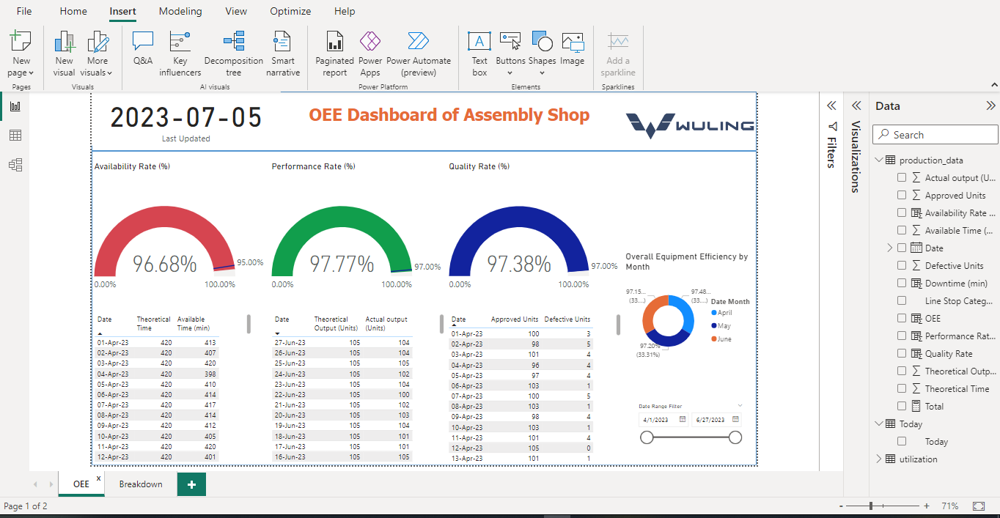 File Home Insert Modeling View Optimize Help
New page
New visual
More visuals
Q&A
Key influencers
Decomposition tree
Smart narrative
Paginated report
Power Apps
Power Automate (preview)
Text box
Buttons
Shapes
Image
Add a sparkline
Pages Visuals AI visuals Power Platform Elements Sparklines
2023-07-05
Last Updated
OEE Dashboard of Assembly Shop
WULING
Availability Rate (%)
96.68%
95.00%
0.00% 100.00%
Performance Rate (%)
97.77%
97.00%
0.00% 100.00%
Quality Rate (%)
97.38%
97.00%
0.00% 100.00%
Date Theoretical Time Available Time (min)
01-Apr-23 420 413
02-Apr-23 420 407
03-Apr-23 420 420
04-Apr-23 420 398
05-Apr-23 420 410
06-Apr-23 420 414
07-Apr-23 420 417
08-Apr-23 420 414
09-Apr-23 420 412
10-Apr-23 420 405
11-Apr-23 420 420
12-Apr-23 420 401
Date Theoretical Output (Units) Actual output (Units)
27-Jun-23 105 104
26-Jun-23 105 104
25-Jun-23 105 105
24-Jun-23 105 102
23-Jun-23 105 104
22-Jun-23 105 100
21-Jun-23 105 102
20-Jun-23 105 103
19-Jun-23 105 104
18-Jun-23 105 101
17-Jun-23 105 101
16-Jun-23 105 105
Date Approved Units Defective Units
01-Apr-23 100 3
02-Apr-23 98 5
03-Apr-23 101 4
04-Apr-23 96 4
05-Apr-23 97 4
06-Apr-23 103 1
07-Apr-23 100 5
08-Apr-23 103 1
09-Apr-23 98 4
10-Apr-23 103 1
11-Apr-23 101 4
12-Apr-23 105 0
13-Apr-23 101 1
Overall Equipment Efficiency by
Month
97.15...
(33....)
97.48...
(33....)
97.20%
(33.31%)
Date Month
April
May
June
Date Range Filter
4/1/2023 6/27/2023
Filters
Visualizations
Data
Search
production_data
Actual output (U...
Approved Units
Availability Rate ...
Available Time (...
Date
Defective Units
Downtime (min)
Line Stop Categ...
OEE
Performance Rat...
Quality Rate
Theoretical Outp...
Theoretical Time
Total
Today
Today
utilization
OEE x Breakdown +
Page 1 of 2
- + 71%